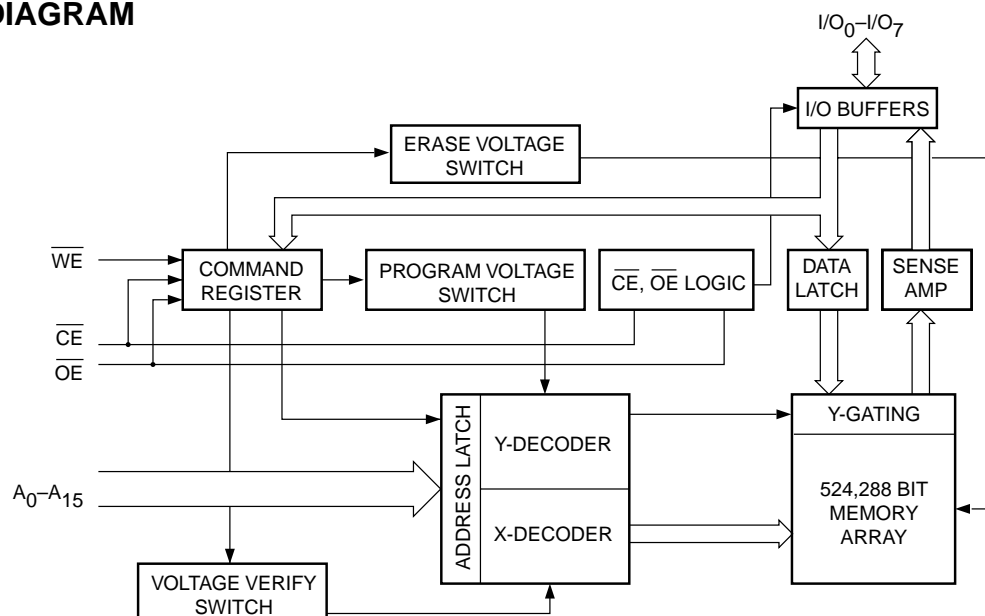 DIAGRAM
I/O0–I/O7
I/O BUFFERS
ERASE VOLTAGE
SWITCH
WE
COMMAND
REGISTER
PROGRAM VOLTAGE
SWITCH
CE, OE LOGIC
DATA
LATCH
SENSE
AMP
CE
OE
ADDRESS LATCH
Y-DECODER
Y-GATING
A0–A15
X-DECODER
524,288 BIT
MEMORY
ARRAY
VOLTAGE VERIFY
SWITCH